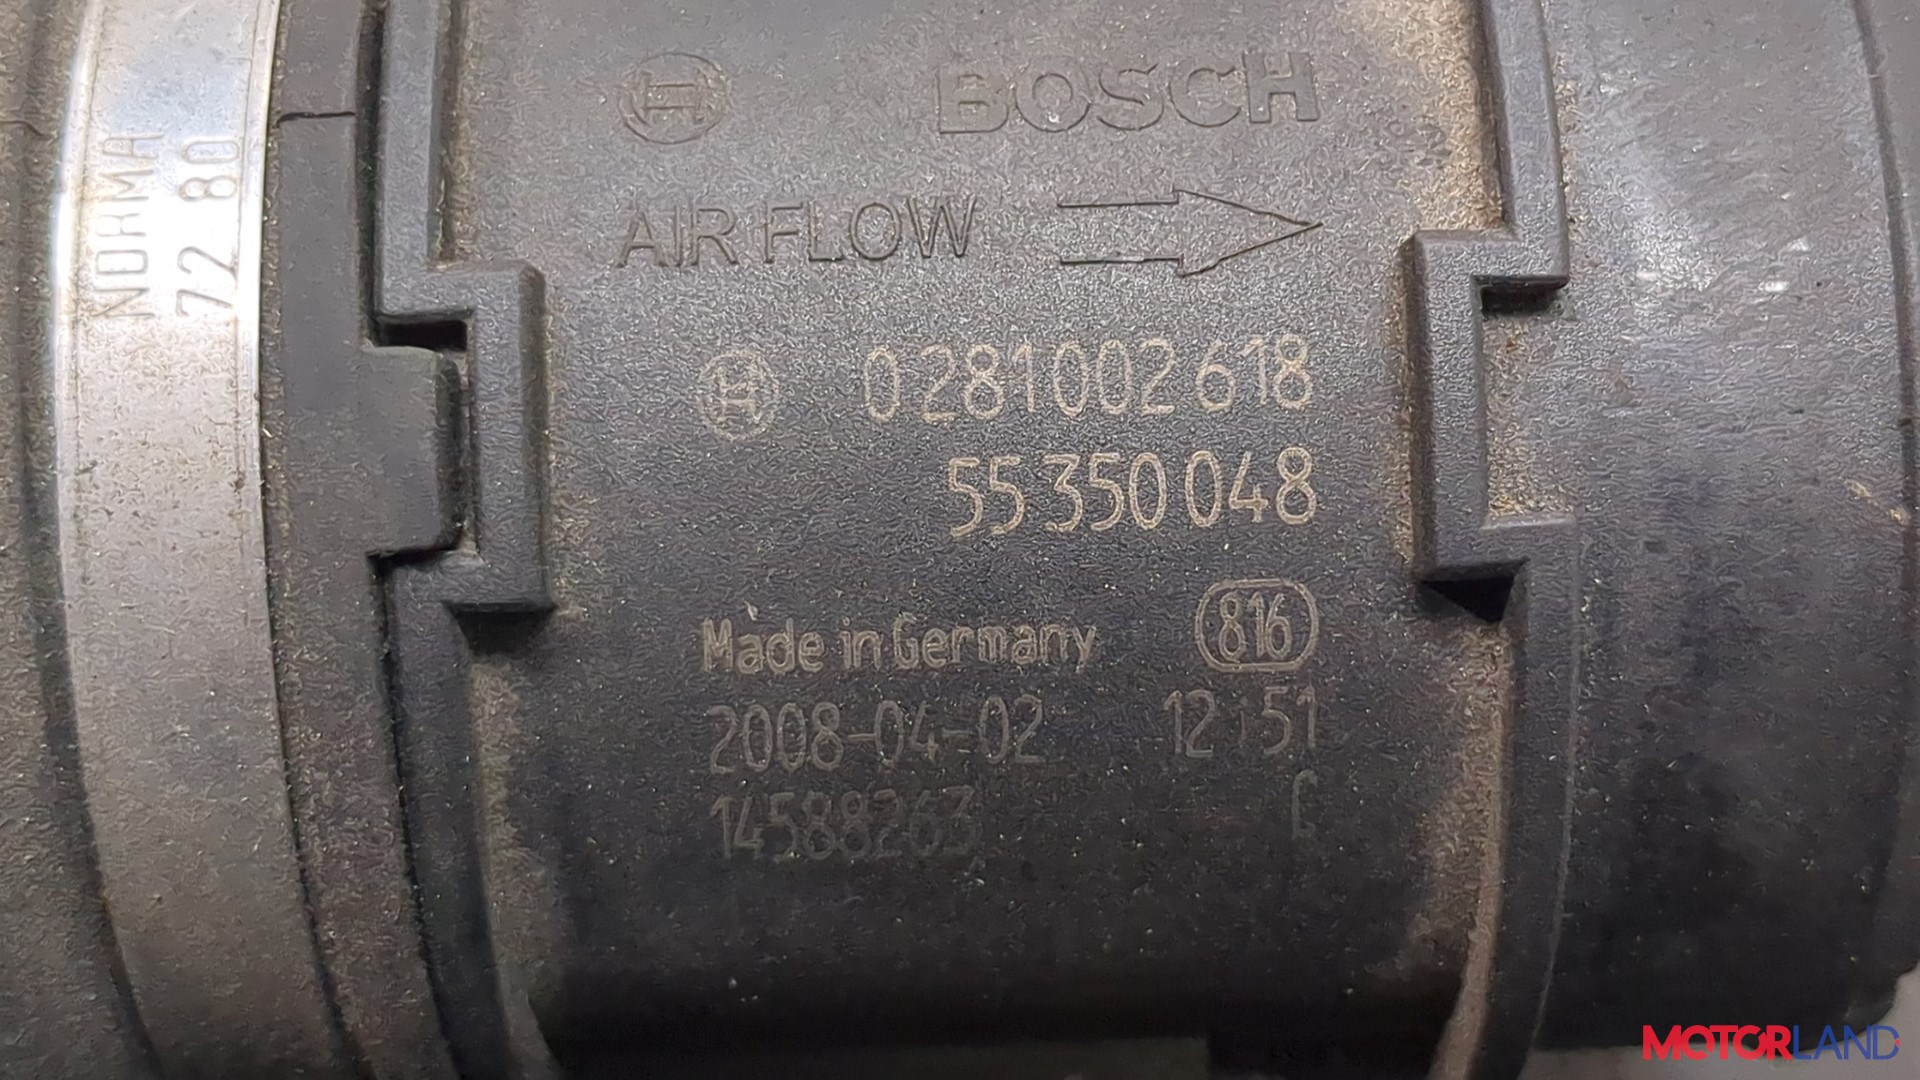 NORMA
72 80
BOSCH
AIR FLOW
0 281 002 618
55 350 048
Made in Germany 816
2008-04-02 12:51
14588263
MOTORLAND